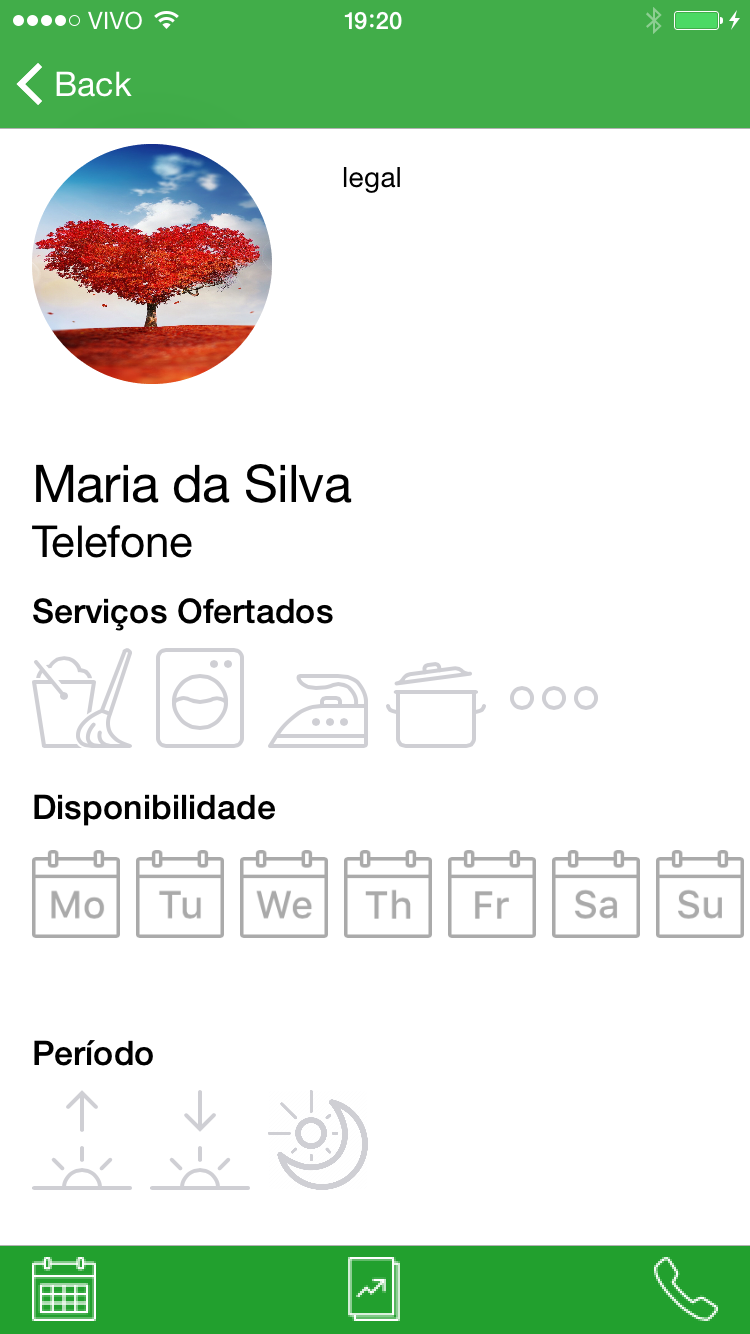 VIVO 19:20
Back
legal
Maria da Silva
Telefone
Serviços Ofertados
Disponibilidade
Mo Tu We Th Fr Sa Su
Período